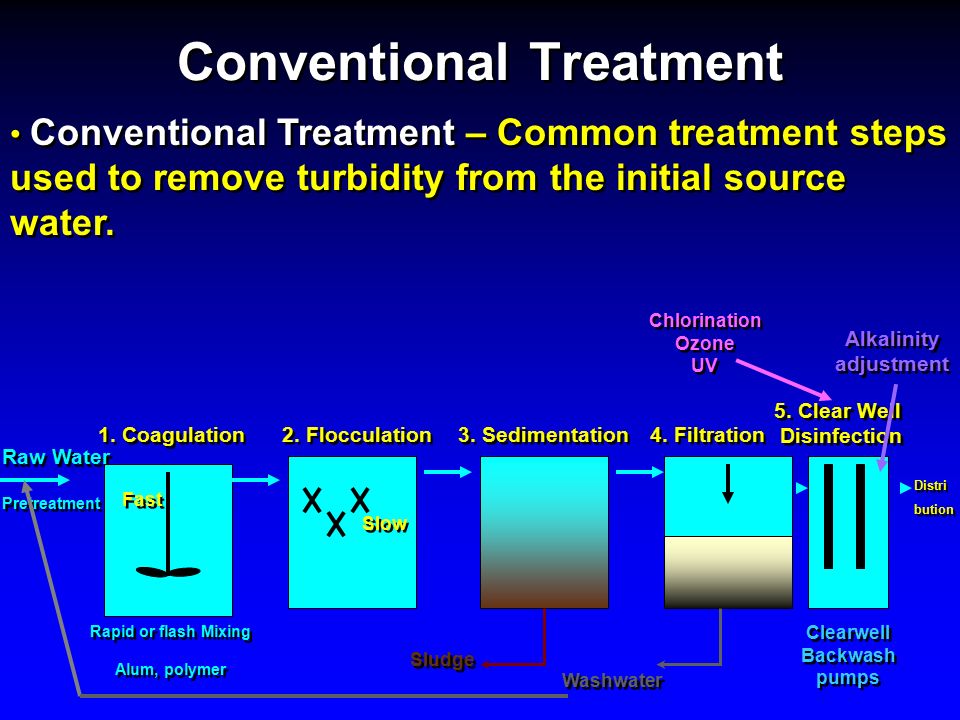 Conventional Treatment
• Conventional Treatment – Common treatment steps
used to remove turbidity from the initial source
water.
Chlorination
Ozone
UV
Alkalinity
adjustment
1. Coagulation
2. Flocculation
3. Sedimentation
4. Filtration
5. Clear Well
Disinfection
Raw Water
Pretreatment
Fast
Slow
Distri
bution
Rapid or flash Mixing
Alum, polymer
Sludge
Washwater
Clearwell
Backwash
pumps